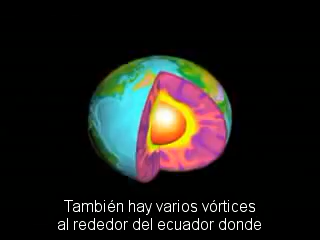 También hay varios vórtices
al rededor del ecuador donde